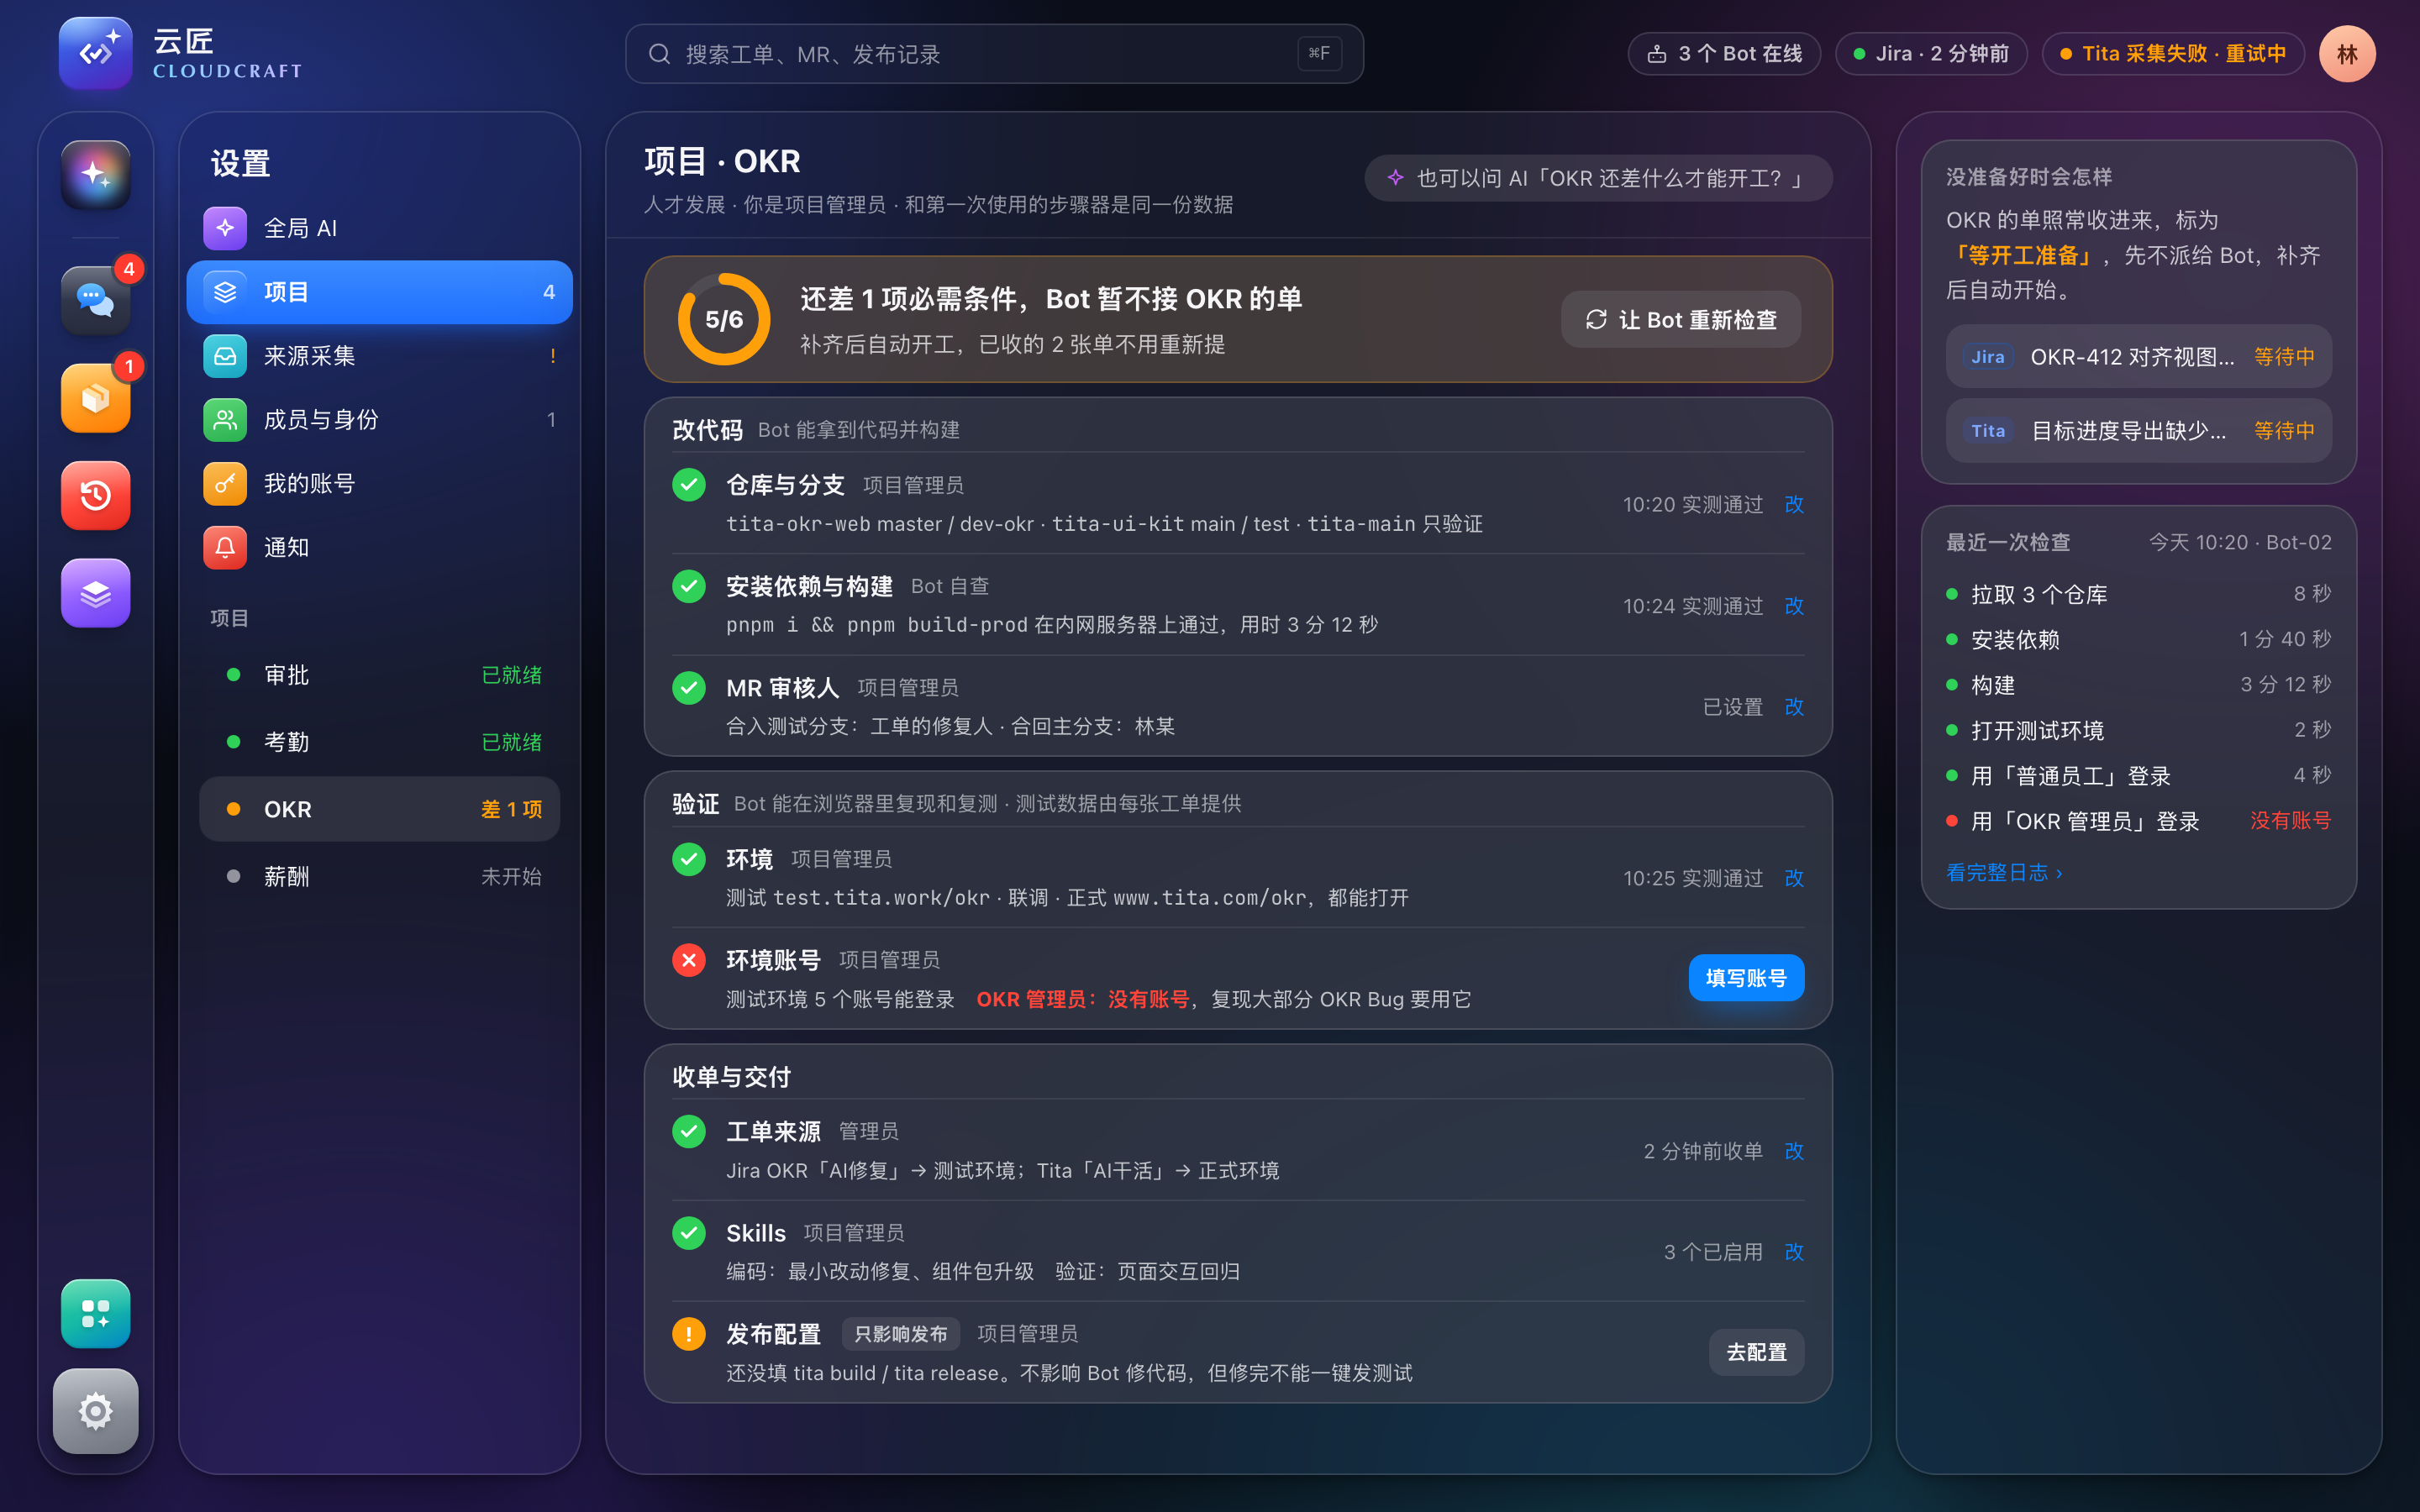 云匠
CLOUDCRAFT
搜索工单、MR、发布记录
⌘F
3 个 Bot 在线
Jira · 2 分钟前
Tita 采集失败 · 重试中
林
4
1
设置
全局 AI
项目 4
来源采集 !
成员与身份 1
我的账号
通知
项目
审批 已就绪
考勤 已就绪
OKR 差 1 项
薪酬 未开始
项目 · OKR
人才发展 · 你是项目管理员 · 和第一次使用的步骤器是同一份数据
也可以问 AI「OKR 还差什么才能开工？」
5/6
还差 1 项必需条件，Bot 暂不接 OKR 的单
补齐后自动开工，已收的 2 张单不用重新提
让 Bot 重新检查
改代码 Bot 能拿到代码并构建
仓库与分支 项目管理员
tita-okr-web master / dev-okr · tita-ui-kit main / test · tita-main 只验证
10:20 实测通过 改
安装依赖与构建 Bot 自查
pnpm i && pnpm build-prod 在内网服务器上通过，用时 3 分 12 秒
10:24 实测通过 改
MR 审核人 项目管理员
合入测试分支：工单的修复人 · 合回主分支：林某
已设置 改
验证 Bot 能在浏览器里复现和复测 · 测试数据由每张工单提供
环境 项目管理员
测试 test.tita.work/okr · 联调 · 正式 www.tita.com/okr，都能打开
10:25 实测通过 改
环境账号 项目管理员
测试环境 5 个账号能登录 OKR 管理员：没有账号，复现大部分 OKR Bug 要用它
填写账号
收单与交付
工单来源 管理员
Jira OKR「AI修复」→ 测试环境；Tita「AI干活」→ 正式环境
2 分钟前收单 改
Skills 项目管理员
编码：最小改动修复、组件包升级 验证：页面交互回归
3 个已启用 改
发布配置 只影响发布 项目管理员
还没填 tita build / tita release。不影响 Bot 修代码，但修完不能一键发测试
去配置
没准备好时会怎样
OKR 的单照常收进来，标为
「等开工准备」，先不派给 Bot，补齐
后自动开始。
Jira OKR-412 对齐视图... 等待中
Tita 目标进度导出缺少... 等待中
最近一次检查 今天 10:20 · Bot-02
拉取 3 个仓库 8 秒
安装依赖 1 分 40 秒
构建 3 分 12 秒
打开测试环境 2 秒
用「普通员工」登录 4 秒
用「OKR 管理员」登录 没有账号
看完整日志 ›